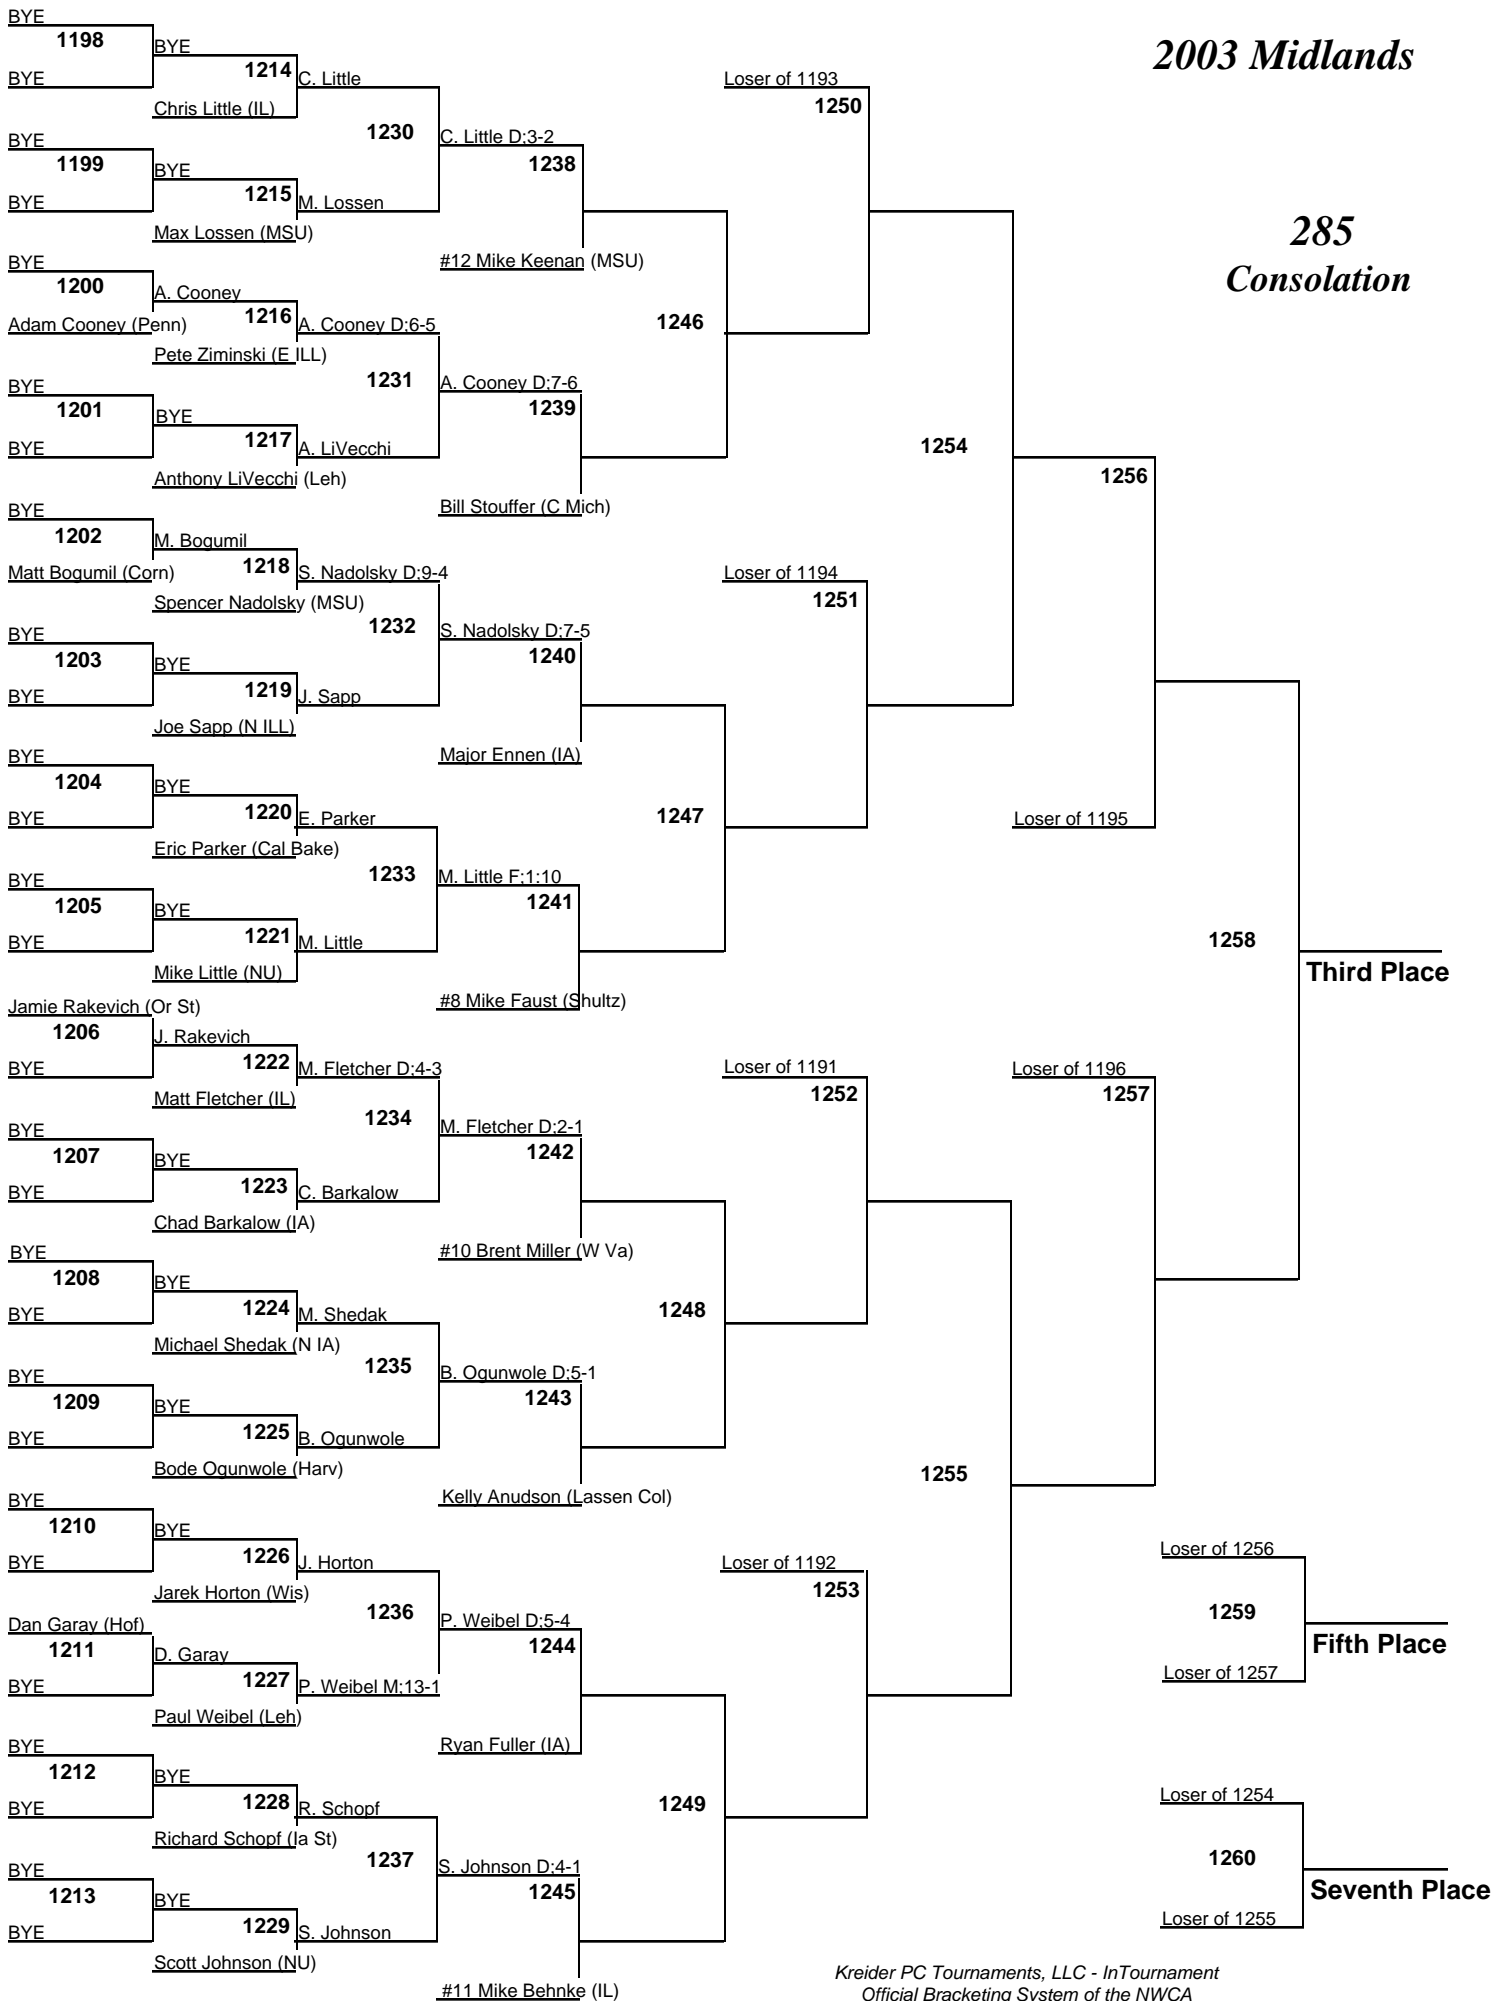 2003 Midlands
285
Consolation
BYE
1198
BYE
BYE
1214
C. Little
Chris Little (IL)
1230
BYE
1199
BYE
BYE
1215
M. Lossen
Max Lossen (MSU)
C. Little D;3-2
1238
#12 Mike Keenan (MSU)
BYE
1200
Adam Cooney (Penn)
A. Cooney
1216
A. Cooney D;6-5
Pete Ziminski (E ILL)
1231
BYE
1201
BYE
BYE
1217
A. LiVecchi
Anthony LiVecchi (Leh)
A. Cooney D;7-6
1239
Bill Stouffer (C Mich)
1246
Loser of 1193
1250
BYE
1202
Matt Bogumil (Corn)
M. Bogumil
1218
S. Nadolsky D;9-4
Spencer Nadolsky (MSU)
1232
BYE
1203
BYE
BYE
1219
J. Sapp
Joe Sapp (N ILL)
S. Nadolsky D;7-5
1240
Major Ennen (IA)
BYE
1204
BYE
BYE
1220
E. Parker
Eric Parker (Cal Bake)
1233
BYE
1205
BYE
BYE
1221
M. Little
Mike Little (NU)
M. Little F;1:10
1241
#8 Mike Faust (Shultz)
1247
Loser of 1194
1251
1254
1256
Loser of 1195
Jamie Rakevich (Or St)
1206
BYE
J. Rakevich
1222
M. Fletcher D;4-3
Matt Fletcher (IL)
1234
BYE
1207
BYE
BYE
1223
C. Barkalow
Chad Barkalow (IA)
M. Fletcher D;2-1
1242
#10 Brent Miller (W Va)
BYE
1208
BYE
BYE
1224
M. Shedak
Michael Shedak (N IA)
1235
BYE
1209
BYE
BYE
1225
B. Ogunwole
Bode Ogunwole (Harv)
B. Ogunwole D;5-1
1243
Kelly Anudson (Lassen Col)
1248
Loser of 1191
1252
BYE
1210
BYE
BYE
1226
J. Horton
Jarek Horton (Wis)
1236
Dan Garay (Hof)
1211
BYE
D. Garay
1227
P. Weibel M;13-1
Paul Weibel (Leh)
P. Weibel D;5-4
1244
Ryan Fuller (IA)
BYE
1212
BYE
BYE
1228
R. Schopf
Richard Schopf (Ia St)
1237
BYE
1213
BYE
BYE
1229
S. Johnson
Scott Johnson (NU)
S. Johnson D;4-1
1245
#11 Mike Behnke (IL)
1249
Loser of 1192
1253
1255
Loser of 1196
1257
1258
Third Place
Loser of 1256
1259
Fifth Place
Loser of 1257
Loser of 1254
1260
Seventh Place
Loser of 1255
Kreider PC Tournaments, LLC - InTournament
Official Bracketing System of the NWCA